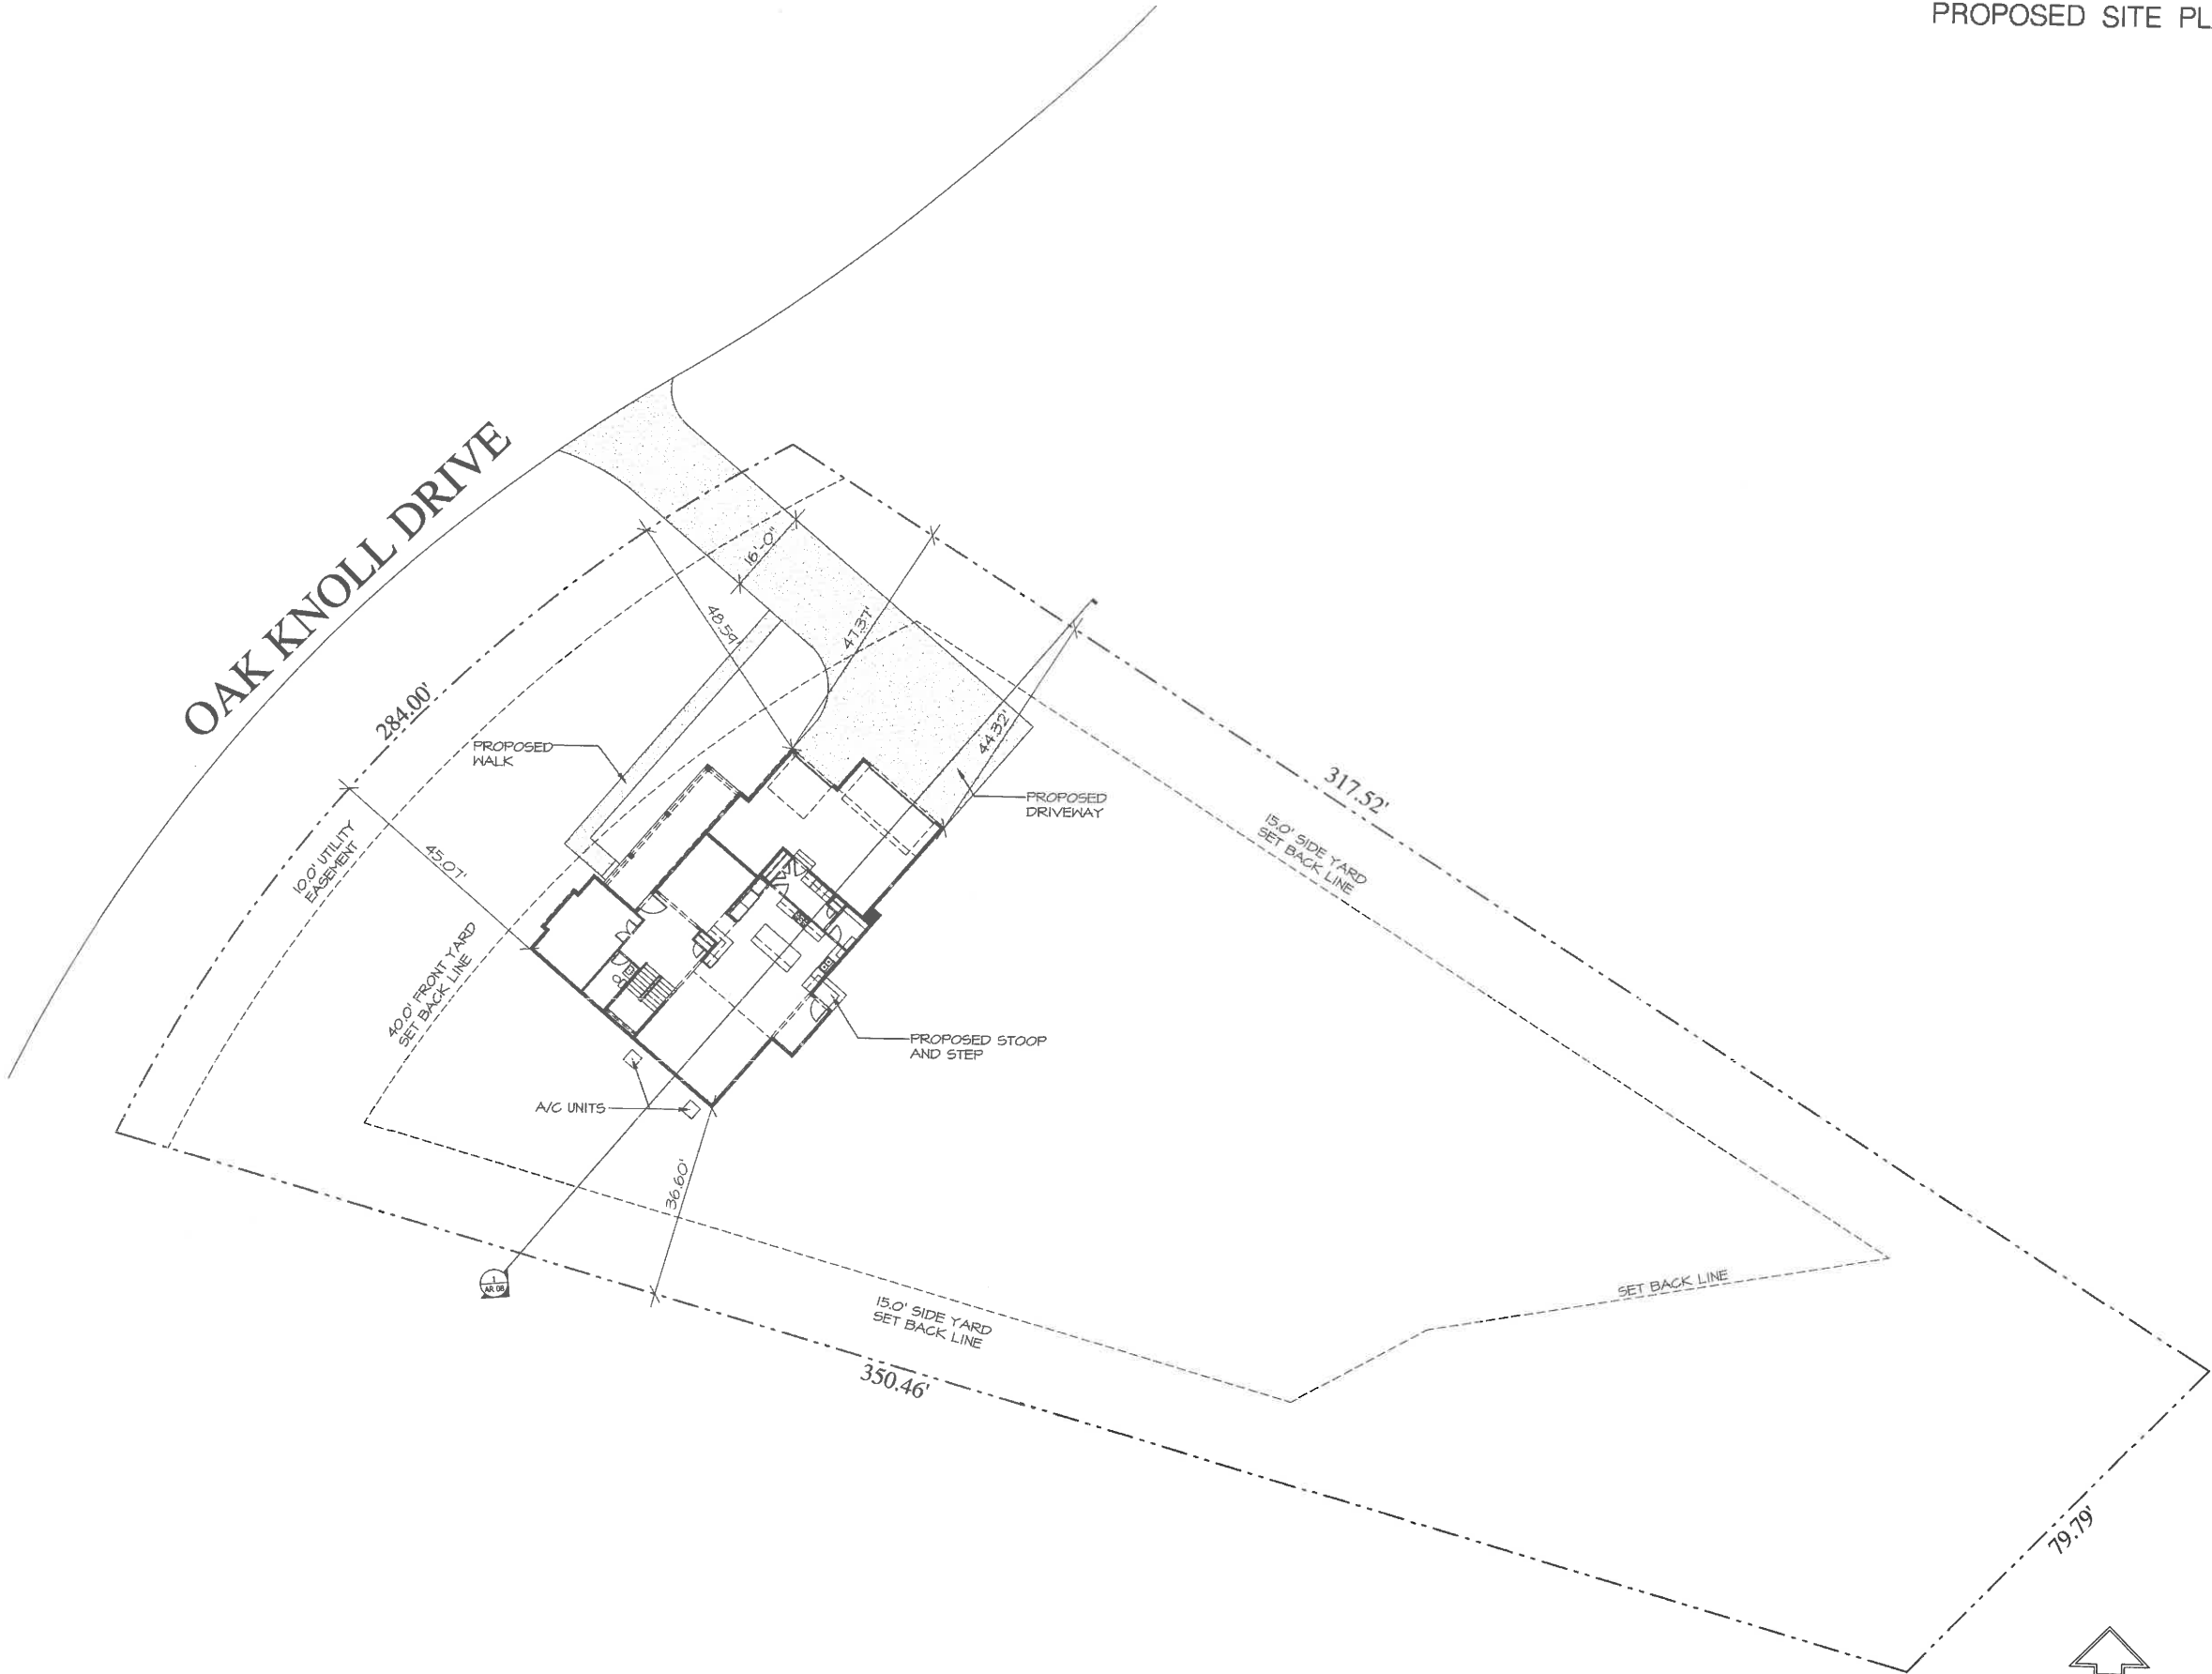 PROPOSED SITE PL
OAK KNOLL DRIVE
284.00'
16'-0"
48.59'
47.37'
44.32'
PROPOSED
WALK
PROPOSED
DRIVEWAY
317.52'
15.0' SIDE YARD
SET BACK LINE
10.0' UTILITY
EASEMENT
45.07'
40.0' FRONT YARD
SET BACK LINE
PROPOSED STOOP
AND STEP
A/C UNITS
36.60'
1
AR 08
15.0' SIDE YARD
SET BACK LINE
SET BACK LINE
350.46'
79.79'